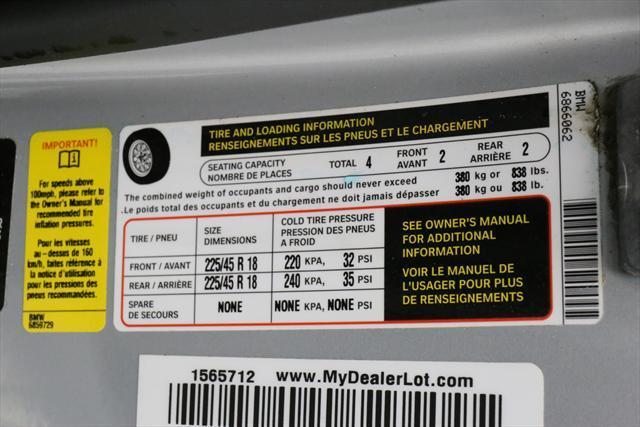 IMPORTANT!
For speeds above
100mph, please refer to
the Owner's Manual for
recommended tire
inflation pressures.
Pour les vitesses
au-dessus de 160
km/h, faites référence à
la notice d'utilisation
pour les pressions des
pneus recommandées.
BMW
6859729
TIRE AND LOADING INFORMATION
RENSEIGNEMENTS SUR LES PNEUS ET LE CHARGEMENT
SEATING CAPACITY
NOMBRE DE PLACES
TOTAL 4
FRONT
AVANT 2
REAR
ARRIÈRE 2
The combined weight of occupants and cargo should never exceed 380 kg or 838 lbs.
Le poids total des occupants et du chargement ne doit jamais dépasser 380 kg ou 838 lb.
TIRE / PNEU
SIZE
DIMENSIONS
COLD TIRE PRESSURE
PRESSION DES PNEUS
A FROID
FRONT / AVANT 225/45 R 18 220 KPA, 32 PSI
REAR / ARRIÈRE 225/45 R 18 240 KPA, 35 PSI
SPARE
DE SECOURS NONE NONE KPA, NONE PSI
SEE OWNER'S MANUAL
FOR ADDITIONAL
INFORMATION
VOIR LE MANUEL DE
L'USAGER POUR PLUS
DE RENSEIGNEMENTS
BMW
6866062
1565712 www.MyDealerLot.com